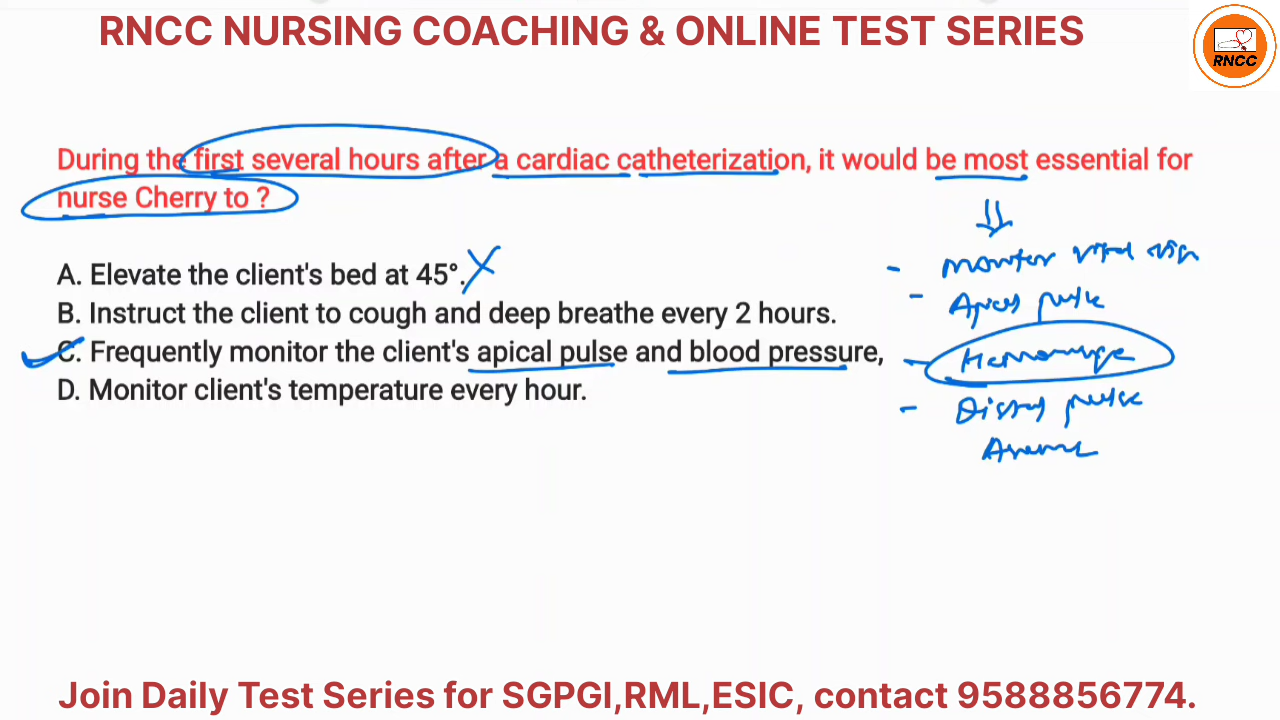 RNCC NURSING COACHING & ONLINE TEST SERIES
RNCC
During the first several hours after a cardiac catheterization, it would be most essential for
nurse Cherry to ?
A. Elevate the client's bed at 45°.
B. Instruct the client to cough and deep breathe every 2 hours.
C. Frequently monitor the client's apical pulse and blood pressure,
D. Monitor client's temperature every hour.
- monitor vital sign
- pulse
-
- pulse
Join Daily Test Series for SGPGI,RML,ESIC, contact 9588856774.